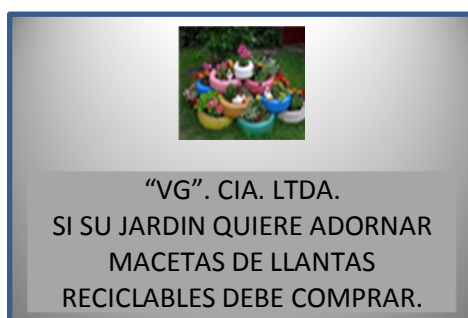 “VG”. CIA. LTDA.
SI SU JARDIN QUIERE ADORNAR
MACETAS DE LLANTAS
RECICLABLES DEBE COMPRAR.